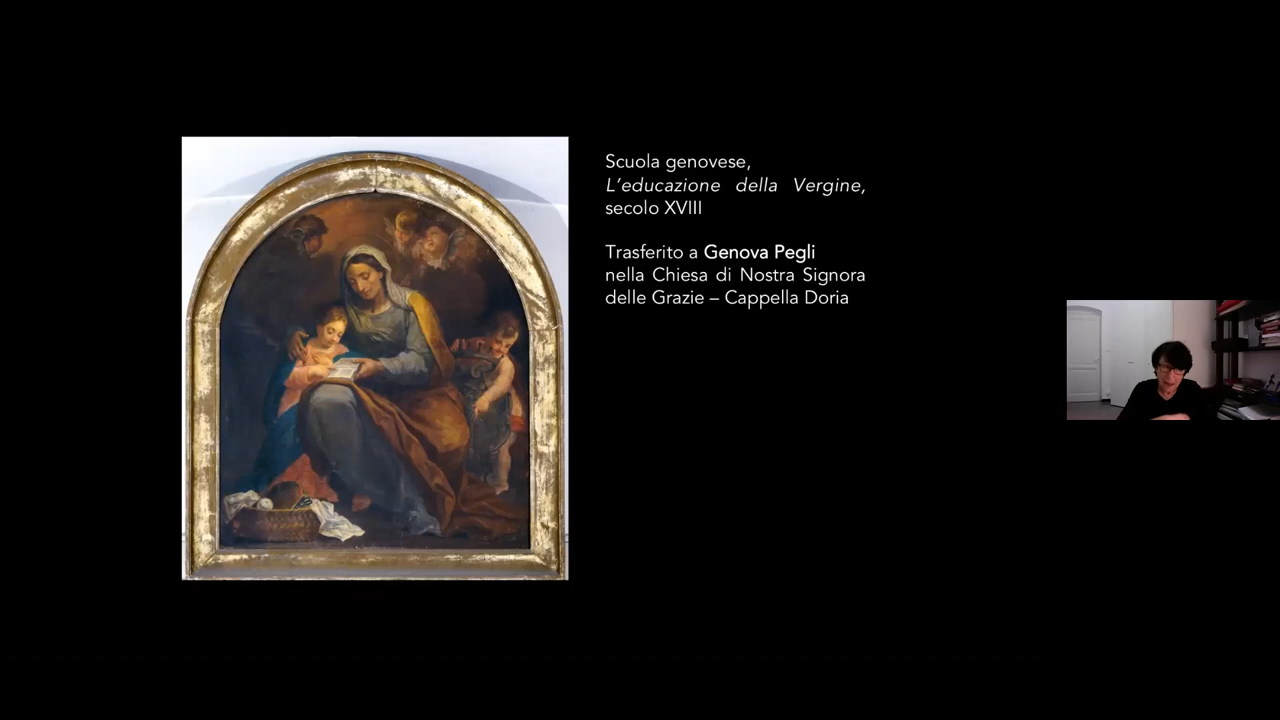 Scuola genovese,
L'educazione della Vergine,
secolo XVIII
Trasferito a Genova Pegli
nella Chiesa di Nostra Signora
delle Grazie – Cappella Doria